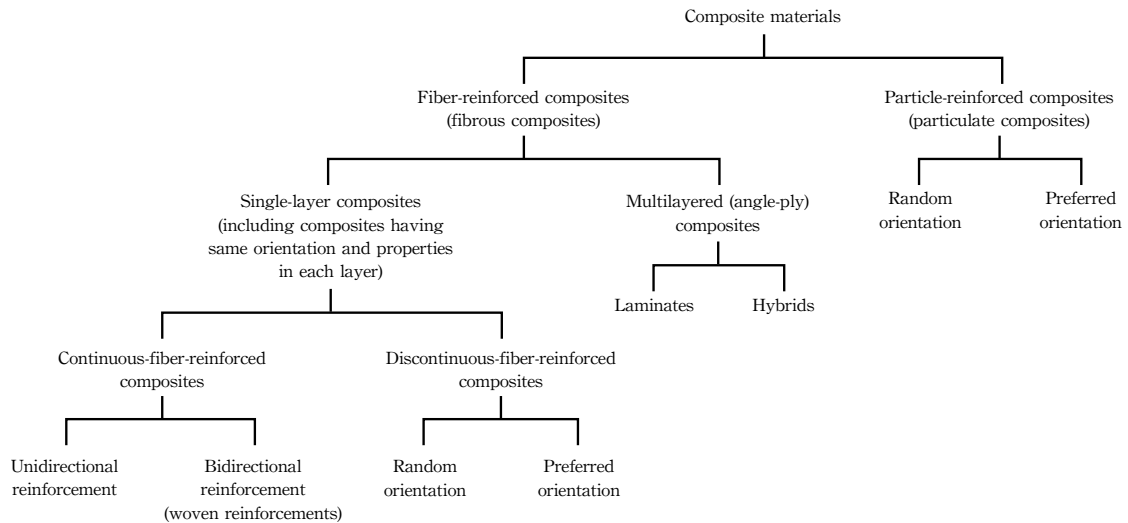 Composite materials
Fiber-reinforced composites
(fibrous composites)
Particle-reinforced composites
(particulate composites)
Single-layer composites
(including composites having
same orientation and properties
in each layer)
Multilayered (angle-ply)
composites
Random
orientation
Preferred
orientation
Laminates
Hybrids
Continuous-fiber-reinforced
composites
Discontinuous-fiber-reinforced
composites
Unidirectional
reinforcement
Bidirectional
reinforcement
(woven reinforcements)
Random
orientation
Preferred
orientation